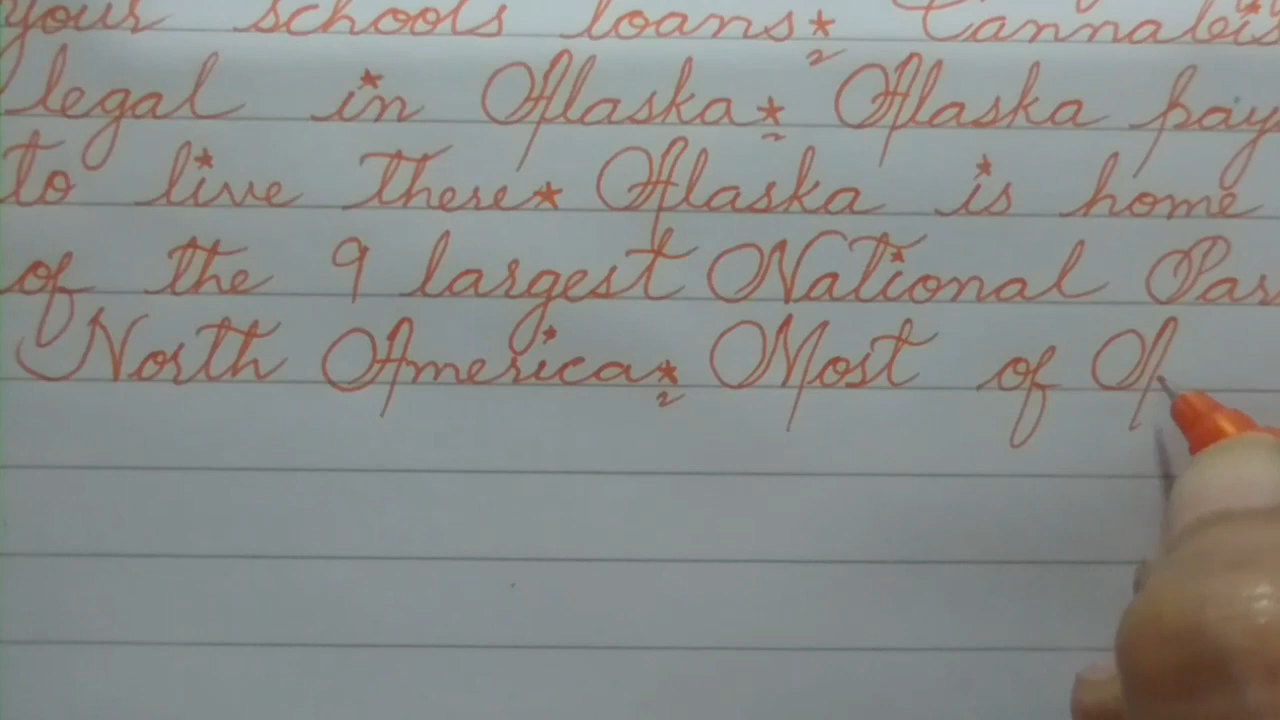 your schools loans* Cannabis
legal in Alaska* Alaska pay
to live there* Alaska is home
of the 9 largest National Par
North America* Most of A